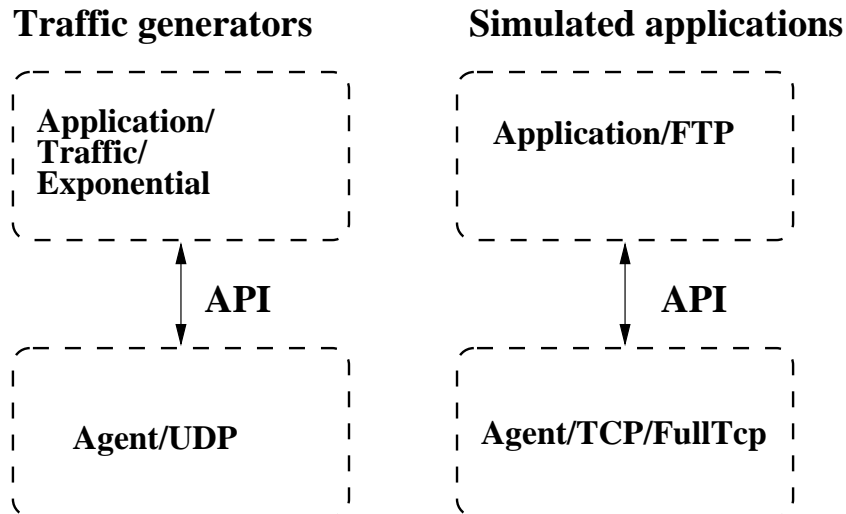 Traffic generators
Simulated applications
Application/
Traffic/
Exponential
Application/FTP
API
API
Agent/UDP
Agent/TCP/FullTcp